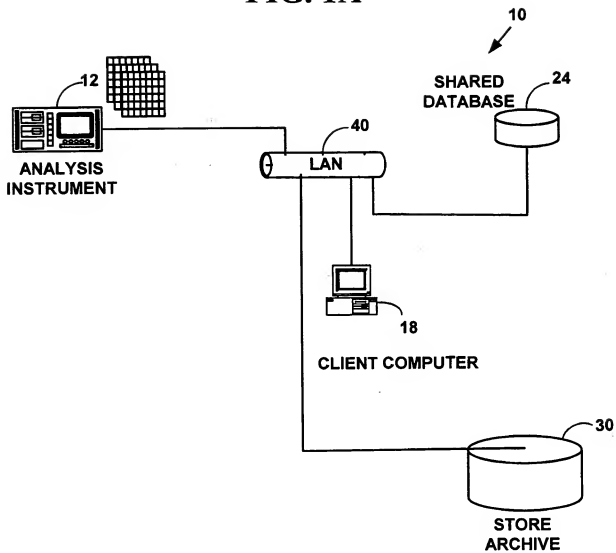 FIG. 1A
10
12
SHARED
DATABASE
24
40
LAN
ANALYSIS
INSTRUMENT
18
CLIENT COMPUTER
30
STORE
ARCHIVE